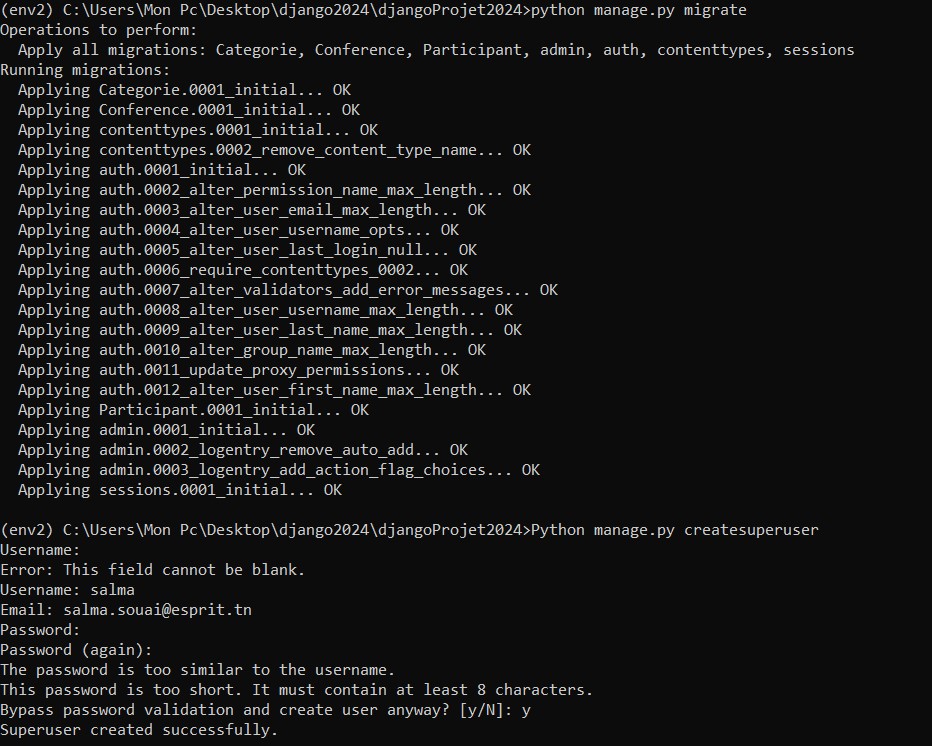 (env2) C:\Users\Mon Pc\Desktop\django2024\djangoProjet2024>python manage.py migrate
Operations to perform:
  Apply all migrations: Categorie, Conference, Participant, admin, auth, contenttypes, sessions
Running migrations:
  Applying Categorie.0001_initial... OK
  Applying Conference.0001_initial... OK
  Applying contenttypes.0001_initial... OK
  Applying contenttypes.0002_remove_content_type_name... OK
  Applying auth.0001_initial... OK
  Applying auth.0002_alter_permission_name_max_length... OK
  Applying auth.0003_alter_user_email_max_length... OK
  Applying auth.0004_alter_user_username_opts... OK
  Applying auth.0005_alter_user_last_login_null... OK
  Applying auth.0006_require_contenttypes_0002... OK
  Applying auth.0007_alter_validators_add_error_messages... OK
  Applying auth.0008_alter_user_username_max_length... OK
  Applying auth.0009_alter_user_last_name_max_length... OK
  Applying auth.0010_alter_group_name_max_length... OK
  Applying auth.0011_update_proxy_permissions... OK
  Applying auth.0012_alter_user_first_name_max_length... OK
  Applying Participant.0001_initial... OK
  Applying admin.0001_initial... OK
  Applying admin.0002_logentry_remove_auto_add... OK
  Applying admin.0003_logentry_add_action_flag_choices... OK
  Applying sessions.0001_initial... OK

(env2) C:\Users\Mon Pc\Desktop\django2024\djangoProjet2024>Python manage.py createsuperuser
Username:
Error: This field cannot be blank.
Username: salma
Email: salma.souai@esprit.tn
Password:
Password (again):
The password is too similar to the username.
This password is too short. It must contain at least 8 characters.
Bypass password validation and create user anyway? [y/N]: y
Superuser created successfully.